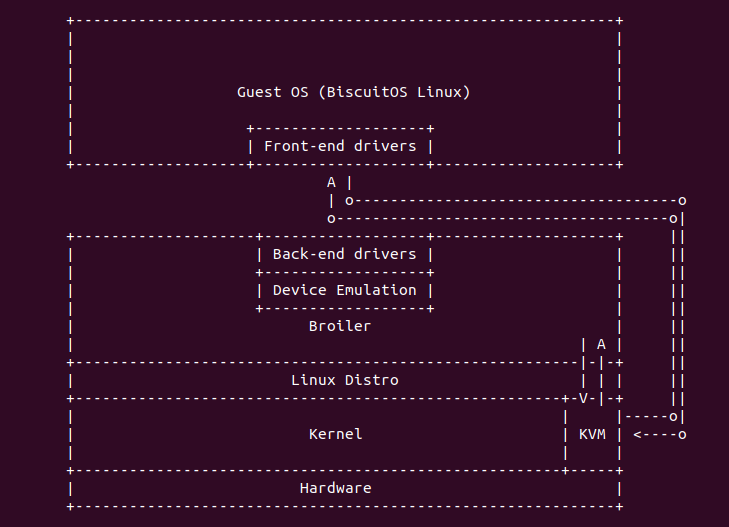 Guest OS (BiscuitOS Linux)
Front-end drivers
A
o o
o o
Back-end drivers
Device Emulation
Broiler
A
Linux Distro
V
o
Kernel KVM <----o
Hardware